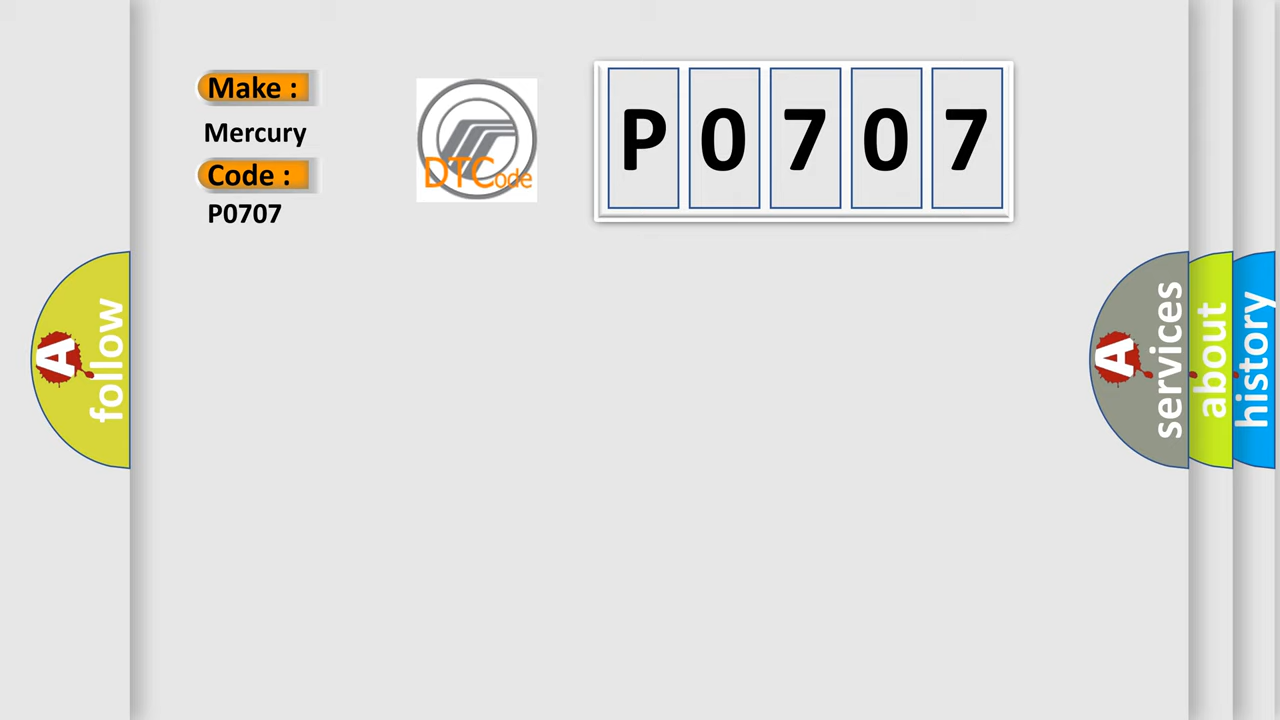 Make :
Mercury
Code :
P0707
DTCode
P0707
A
follow
A
services
about
history